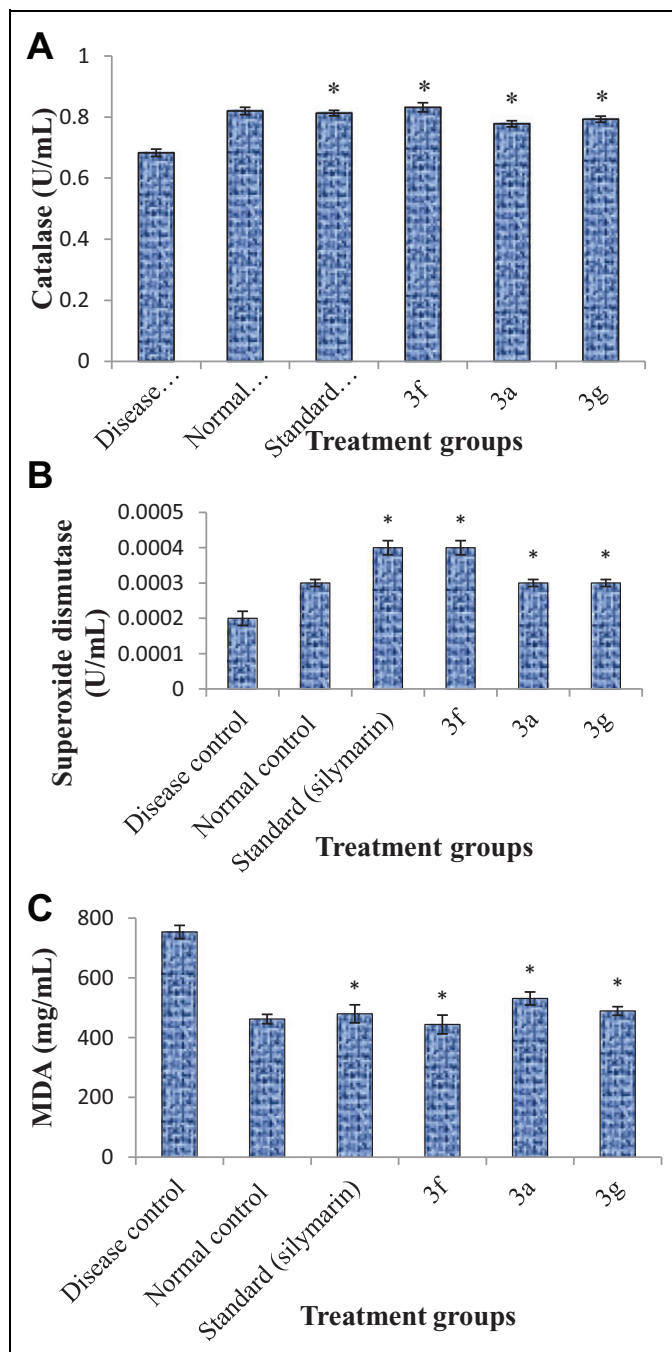 A
Catalase (U/mL)
1
0.8
0.6
0.4
0.2
0
* * * *
Disease…
Normal…
Standard…
3f
3a
3g
Treatment groups
B
Superoxide dismutase
(U/mL)
0.0005
0.0004
0.0003
0.0002
0.0001
0
* * * *
Disease control
Normal control
Standard (silymarin)
3f
3a
3g
Treatment groups
C
MDA (mg/mL)
800
600
400
200
0
* * * *
Disease control
Normal control
Standard (silymarin)
3f
3a
3g
Treatment groups